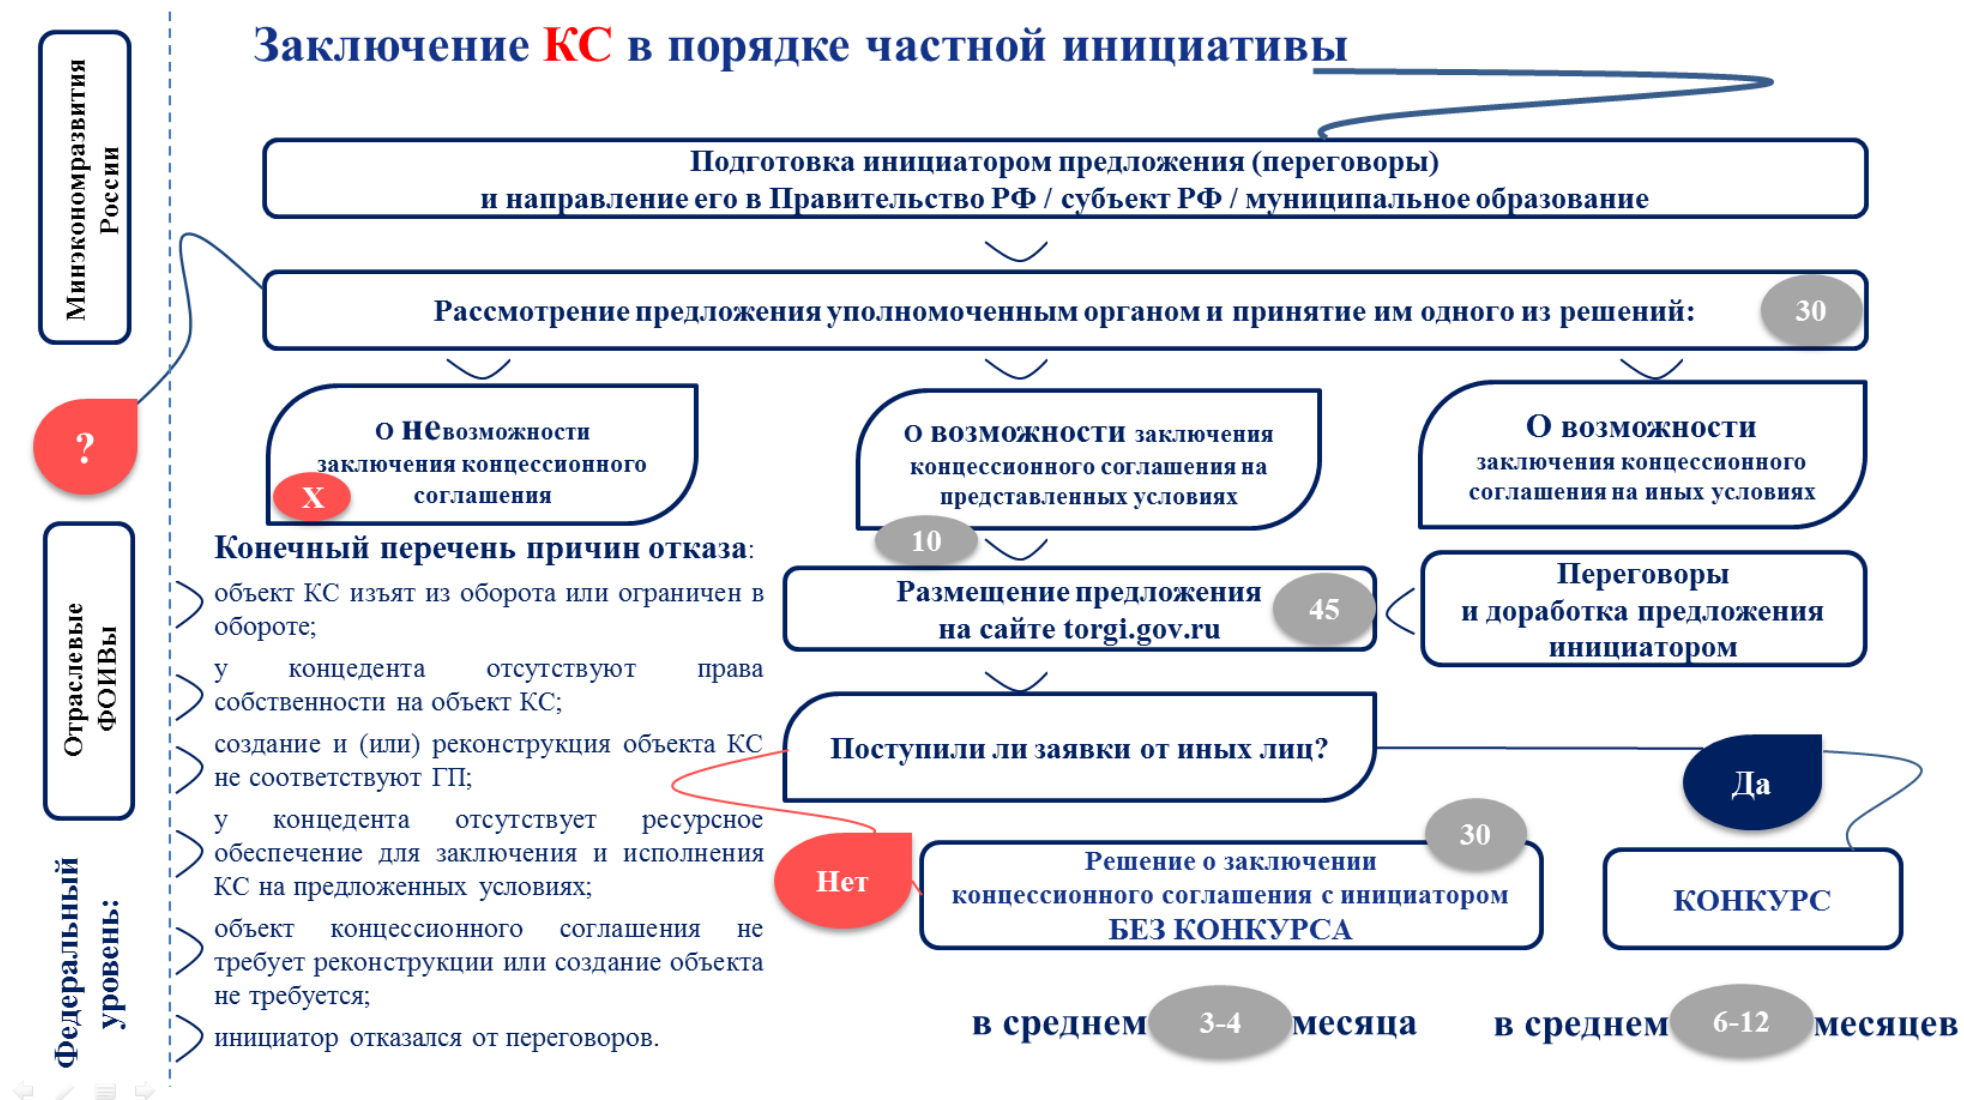 Заключение КС в порядке частной инициативы
Минэкономразвития
России
?
Отраслевые
ФОИВы
Федеральный
уровень:
Подготовка инициатором предложения (переговоры)
и направление его в Правительство РФ / субъект РФ / муниципальное образование
Рассмотрение предложения уполномоченным органом и принятие им одного из решений:
30
О невозможности
заключения концессионного
соглашения
X
О возможности заключения
концессионного соглашения на
представленных условиях
10
О возможности
заключения концессионного
соглашения на иных условиях
Конечный перечень причин отказа:
объект КС изъят из оборота или ограничен в
обороте;
у концедента отсутствуют права
собственности на объект КС;
создание и (или) реконструкция объекта КС
не соответствуют ГП;
у концедента отсутствует ресурсное
обеспечение для заключения и исполнения
КС на предложенных условиях;
объект концессионного соглашения не
требует реконструкции или создание объекта
не требуется;
инициатор отказался от переговоров.
Размещение предложения
на сайте torgi.gov.ru
45
Переговоры
и доработка предложения
инициатором
Поступили ли заявки от иных лиц?
Да
Нет
30
Решение о заключении
концессионного соглашения с инициатором
БЕЗ КОНКУРСА
КОНКУРС
в среднем 3-4 месяца
в среднем 6-12 месяцев